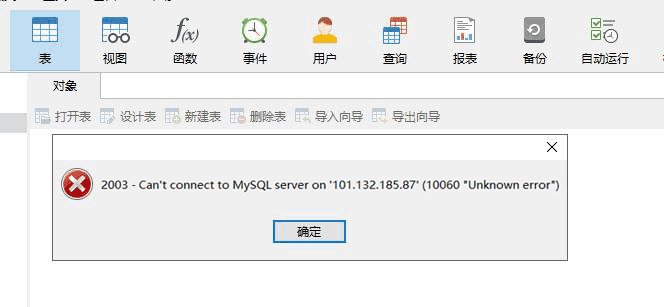 表 视图 f(x) 函数 事件 用户 查询 报表 备份 自动运行
对象
打开表 设计表 新建表 删除表 导入向导 导出向导
2003 - Can't connect to MySQL server on '101.132.185.87' (10060 "Unknown error")
确定